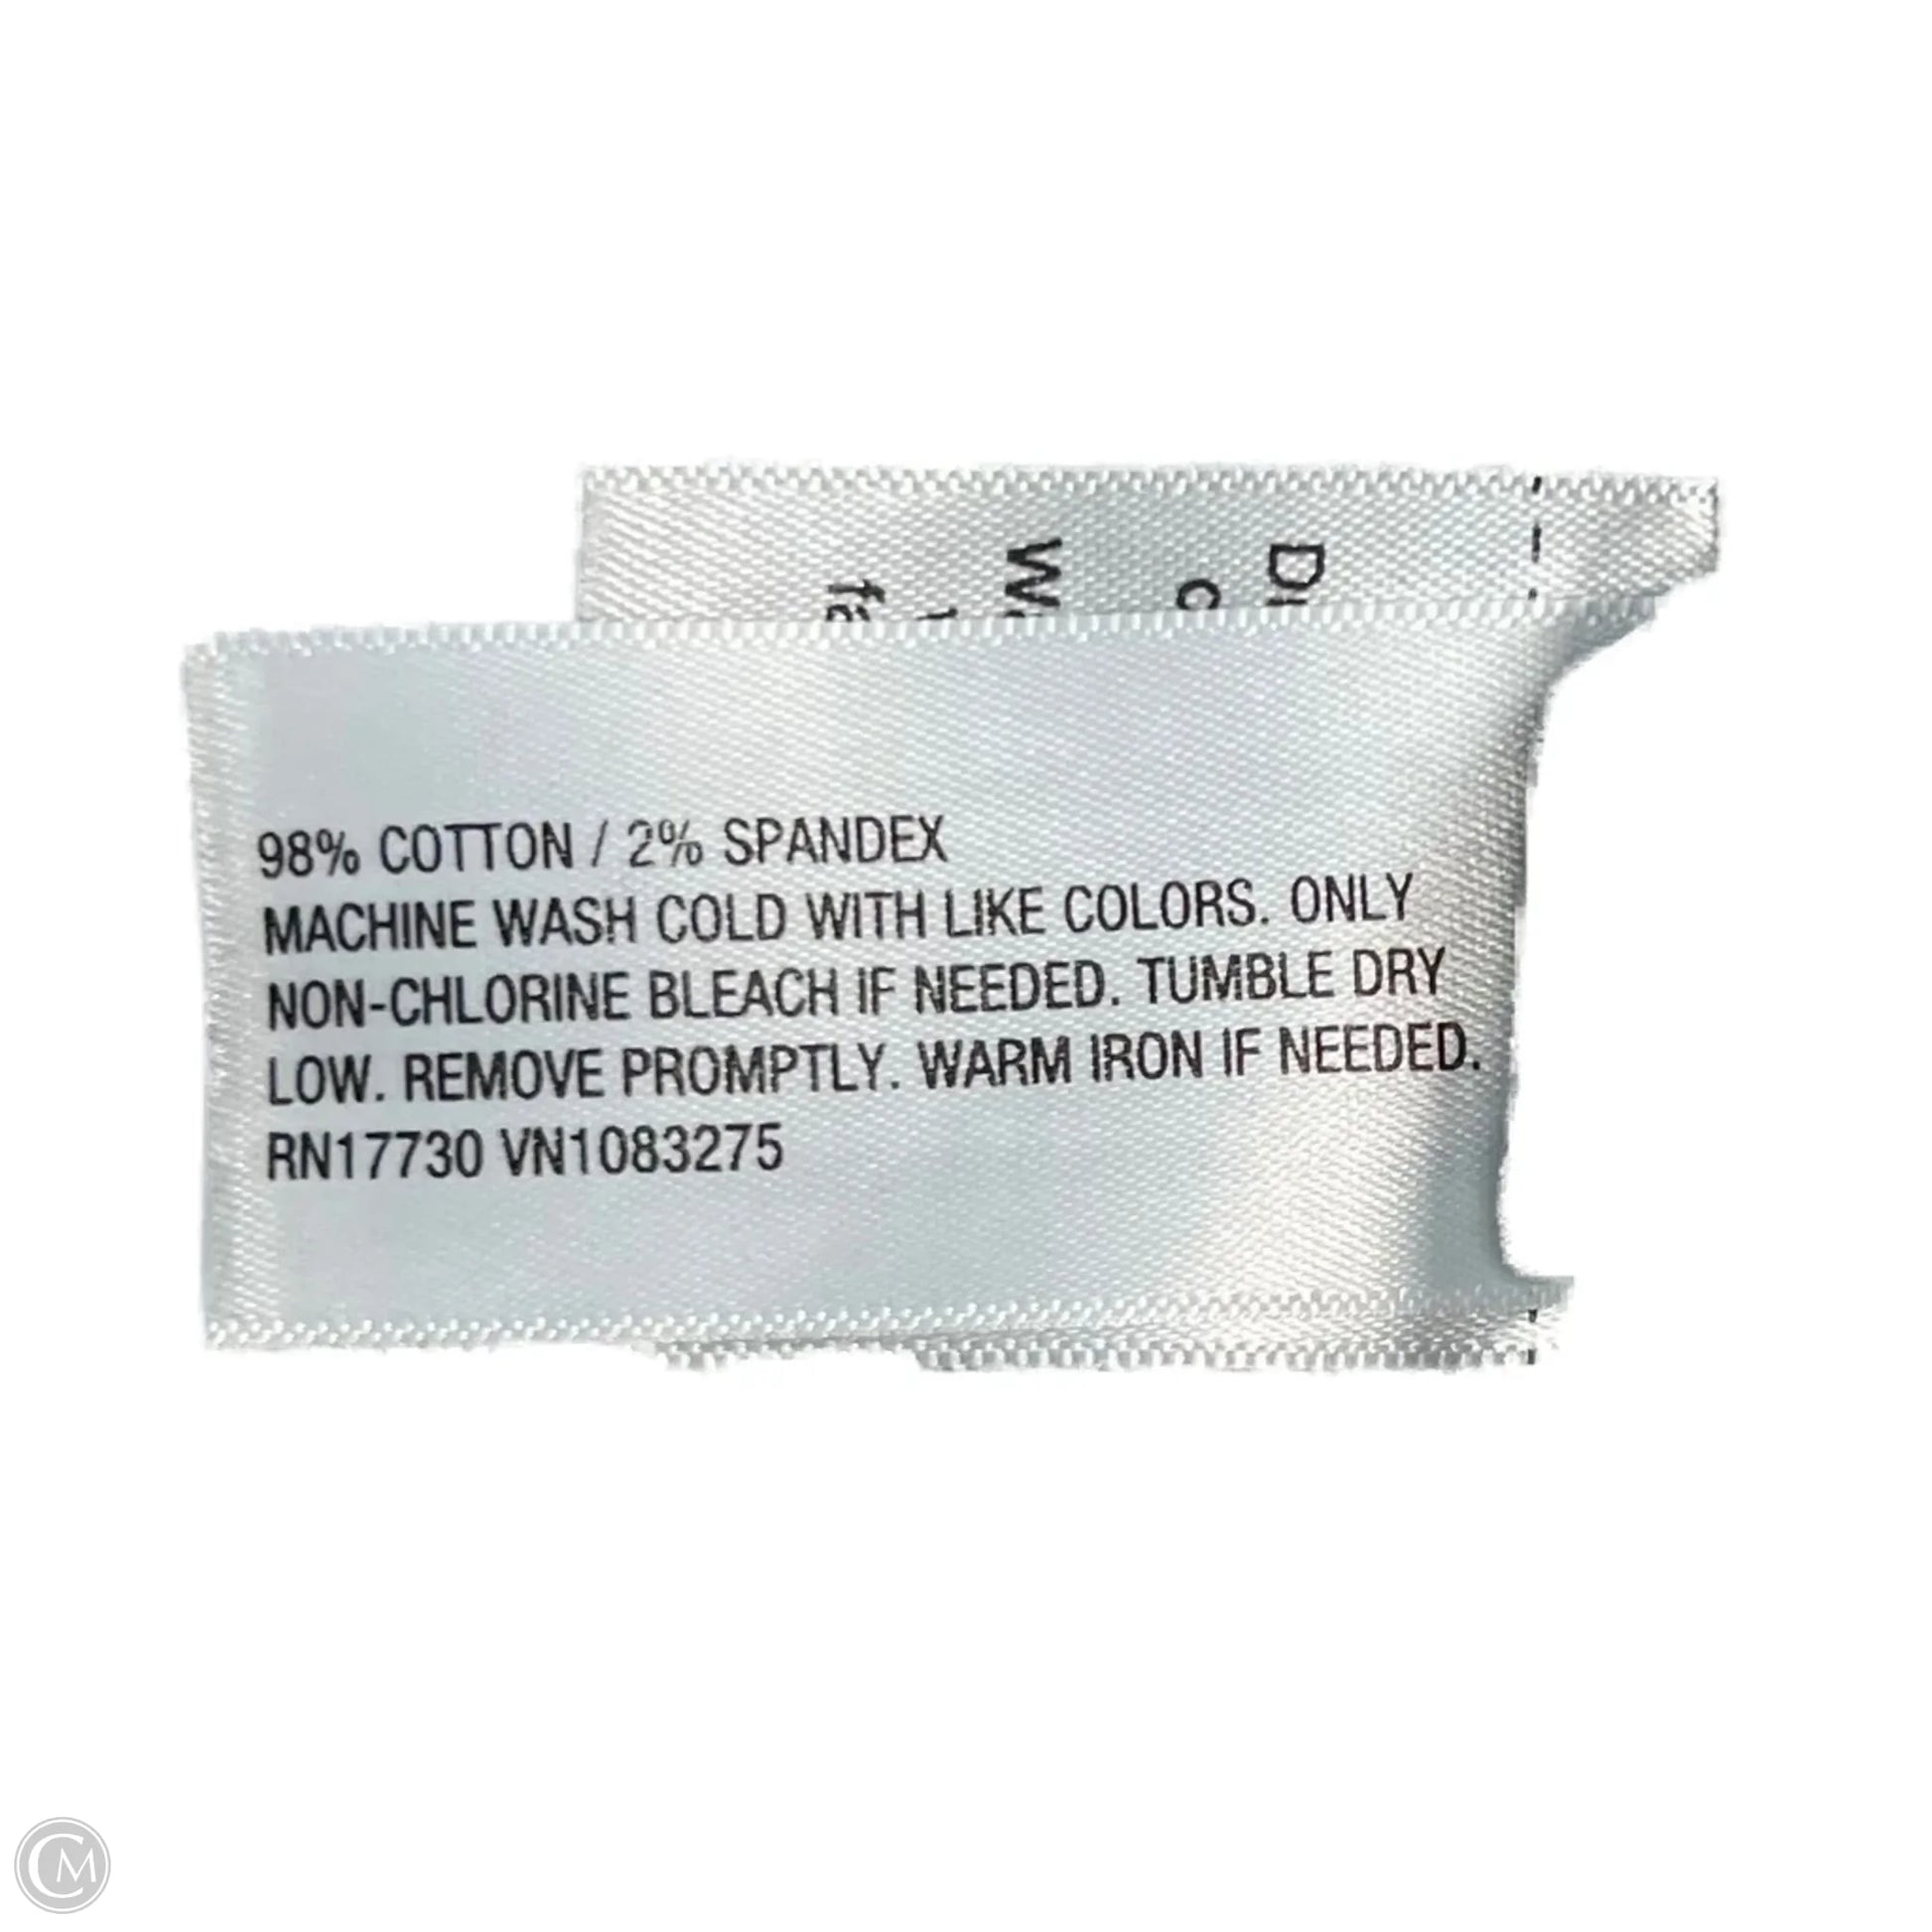 98% COTTON / 2% SPANDEX
MACHINE WASH COLD WITH LIKE COLORS. ONLY
NON-CHLORINE BLEACH IF NEEDED. TUMBLE DRY
LOW. REMOVE PROMPTLY. WARM IRON IF NEEDED.
RN17730 VN1083275
CM